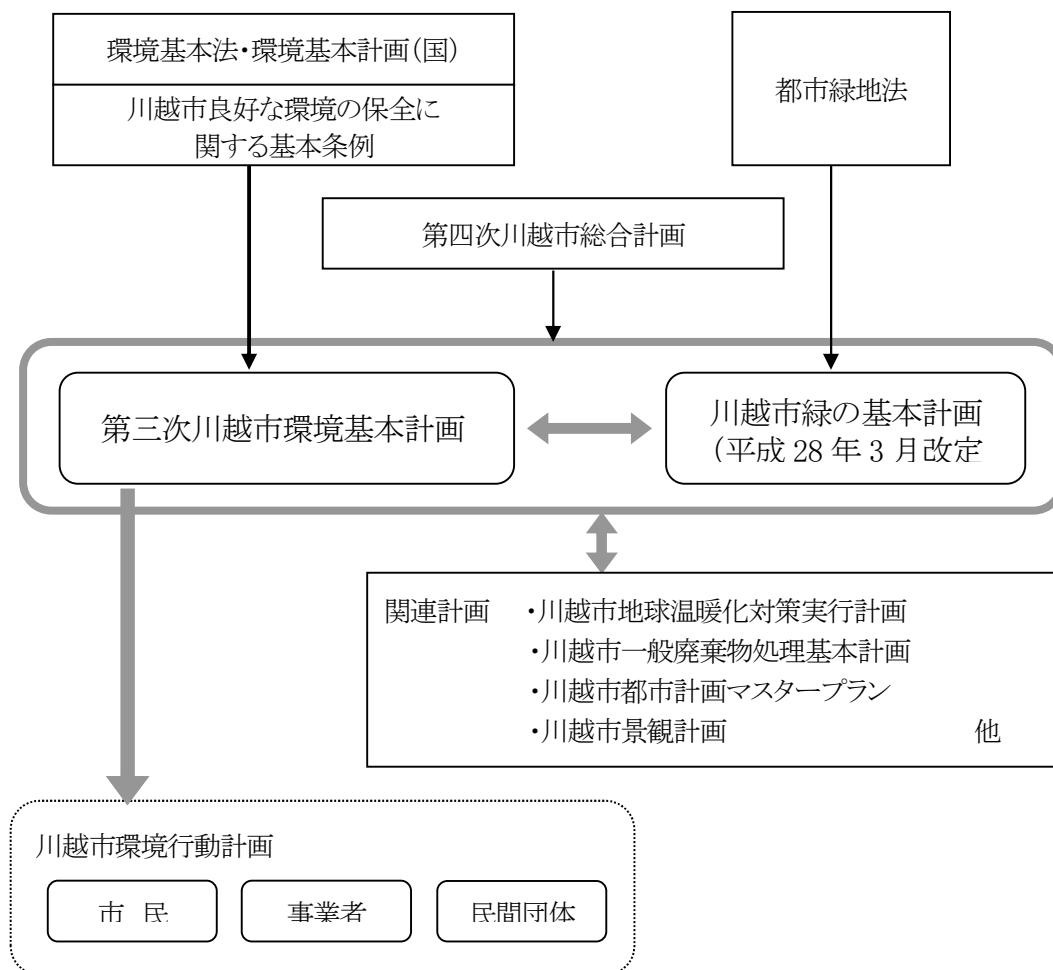 環境基本法・環境基本計画(国)
川越市良好な環境の保全に
関する基本条例
都市緑地法
第四次川越市総合計画
第三次川越市環境基本計画
川越市緑の基本計画
(平成 28 年 3 月改定
関連計画 ・川越市地球温暖化対策実行計画
・川越市一般廃棄物処理基本計画
・川越市都市計画マスタープラン
・川越市景観計画 他
川越市環境行動計画
市 民
事業者
民間団体